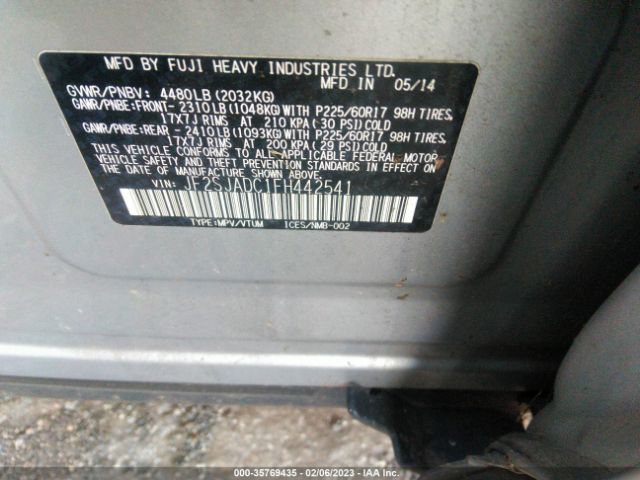 MFD BY FUJI HEAVY INDUSTRIES LTD.
MFD IN 05/14
GVWR/PNBV: 4480LB(2032KG)
GAWR/PNBE:FRONT- 2310LB(1048KG)WITH P225/60R17 98H TIRES,
17X7J RIMS AT 210 KPA(30 PSI)COLD
GAWR/PNBE:REAR - 2410LB(1093KG)WITH P225/60R17 98H TIRES,
17X7J RIMS AT 200 KPA(29 PSI)COLD
THIS VEHICLE CONFORMS TO ALL APPLICABLE FEDERAL MOTOR
VEHICLE SAFETY AND THEFT PREVENTION STANDARDS IN EFFECT ON
THE DATE OF MANUFACTURE SHOWN ABOVE.
VIN: JF2SJADC1FH442541
TYPE:MPV/VTUM ICES/NMB-002
000-35769435 - 02/06/2023 - IAA Inc.